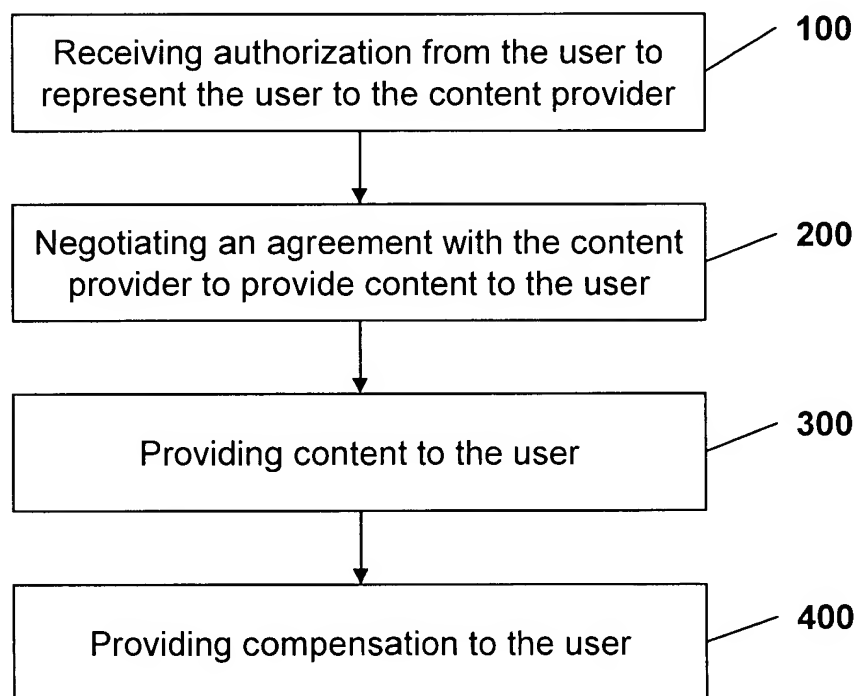 100
Receiving authorization from the user to
represent the user to the content provider
200
Negotiating an agreement with the content
provider to provide content to the user
300
Providing content to the user
400
Providing compensation to the user